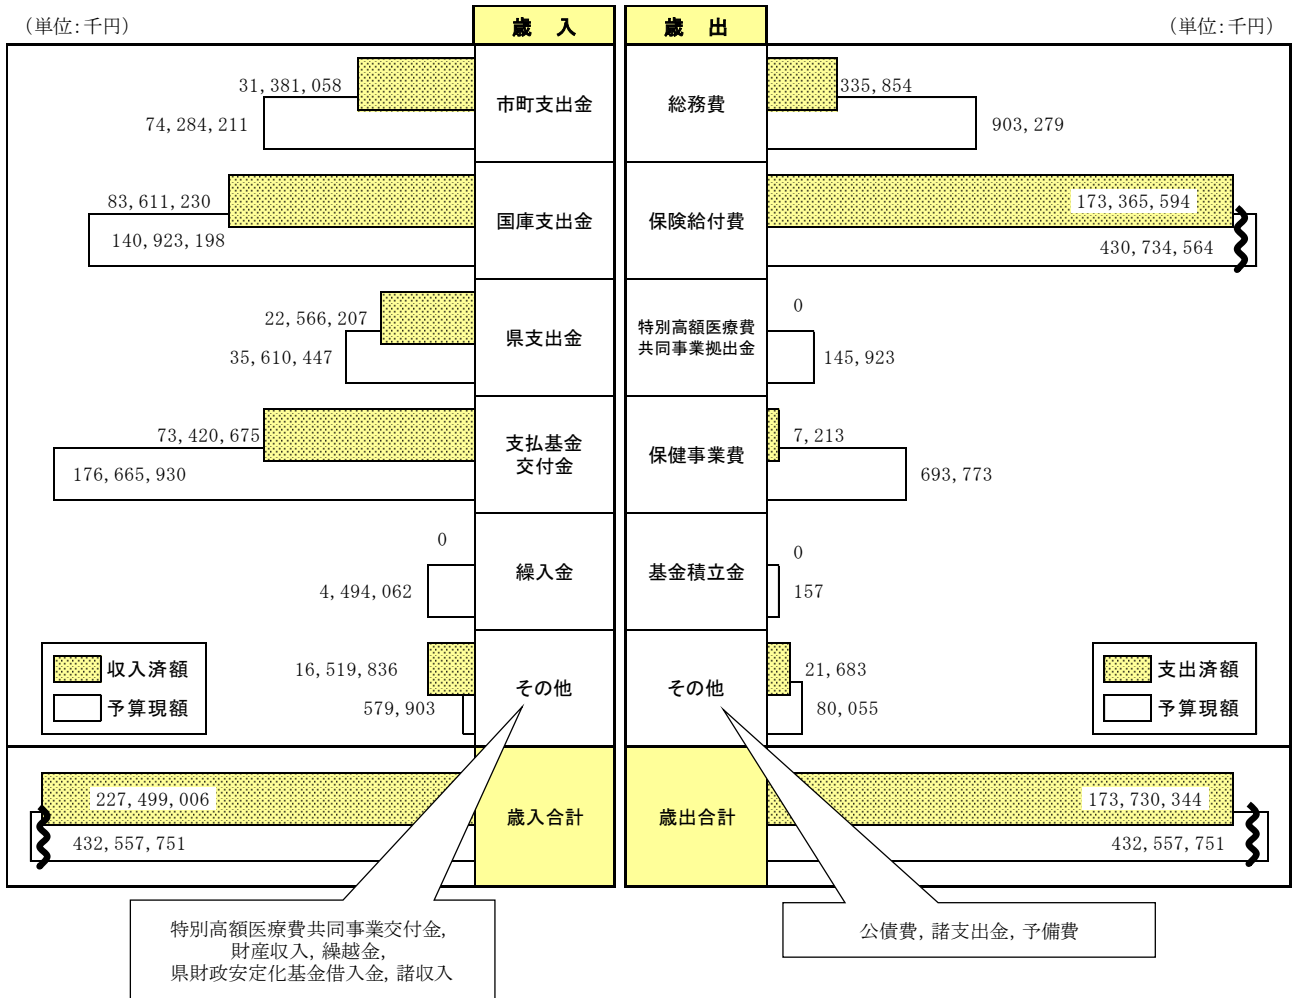 （単位：千円）
歳　入
歳　出
（単位：千円）
31,381,058
74,284,211
市町支出金
総務費
335,854
903,279
83,611,230
140,923,198
国庫支出金
保険給付費
173,365,594
430,734,564
22,566,207
35,610,447
県支出金
特別高額医療費
共同事業拠出金
0
145,923
73,420,675
176,665,930
支払基金
交付金
保健事業費
7,213
693,773
0
4,494,062
繰入金
基金積立金
0
157
収入済額
予算現額
16,519,836
579,903
その他
その他
21,683
80,055
支出済額
予算現額
227,499,006
432,557,751
歳入合計
歳出合計
173,730,344
432,557,751
特別高額医療費共同事業交付金，
財産収入，繰越金，
県財政安定化基金借入金，諸収入
公債費，諸支出金，予備費